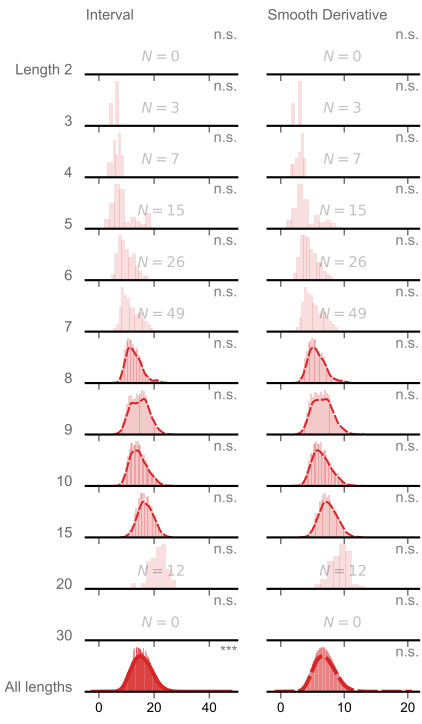 Interval Smooth Derivative
n.s. n.s.
N = 0 N = 0
Length 2
n.s. n.s.
N = 3 N = 3
3
n.s. n.s.
N = 7 N = 7
4
n.s. n.s.
N = 15 N = 15
5
n.s. n.s.
N = 26 N = 26
6
n.s. n.s.
N = 49 N = 49
7
n.s. n.s.
8
n.s. n.s.
9
n.s. n.s.
10
n.s. n.s.
15
n.s. n.s.
N = 12 N = 12
20
n.s. n.s.
N = 0 N = 0
30
*** n.s.
All lengths
0 20 40 0 10 20